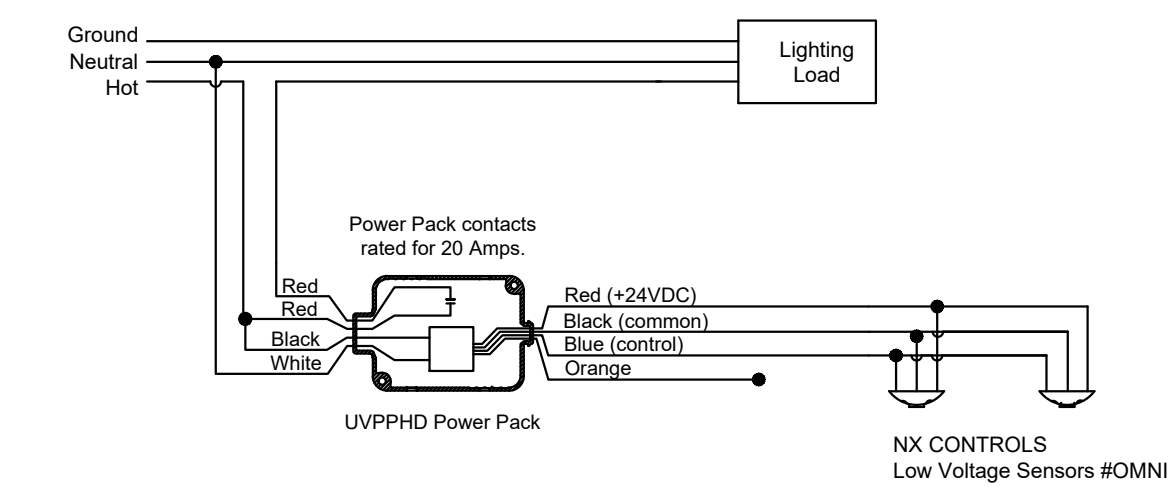 Ground
Neutral
Hot
Lighting
Load
Power Pack contacts
rated for 20 Amps.
Red
Red
Black
White
Red (+24VDC)
Black (common)
Blue (control)
Orange
UVPPHD Power Pack
NX CONTROLS
Low Voltage Sensors #OMNI